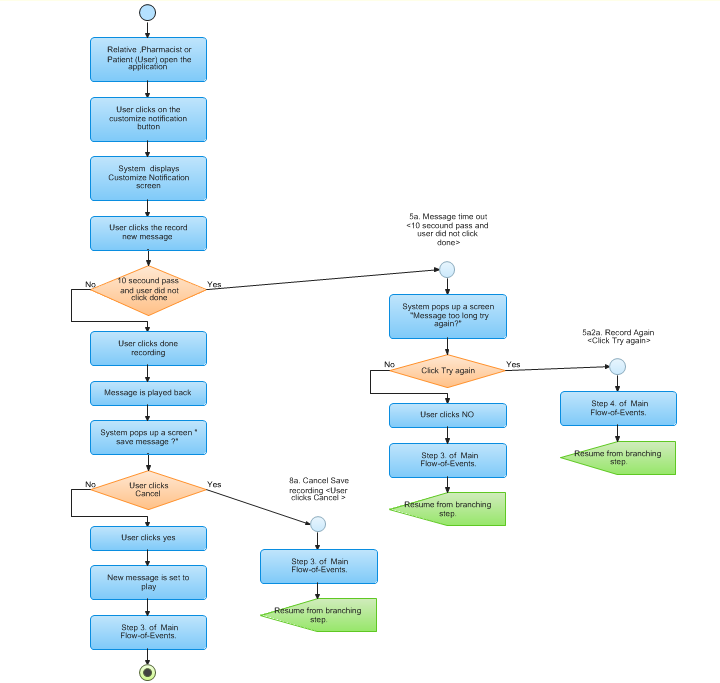 Relative ,Pharmacist or
Patient (User) open the
application
User clicks on the
customize notification
button
System displays
Customize Notification
screen
User clicks the record
new message
No
10 secound pass
and user did not
click done
Yes
User clicks done
recording
Message is played back
System pops up a screen "
save message ?"
No
User clicks
Cancel
Yes
User clicks yes
New message is set to
play
Step 3. of Main
Flow-of-Events.
8a. Cancel Save
recording <User
clicks Cancel >
Step 3. of Main
Flow-of-Events.
Resume from branching
step.
5a. Message time out
<10 secound pass and
user did not click
done>
System pops up a screen
"Message too long try
again?"
No
Click Try again
Yes
User clicks NO
Step 3. of Main
Flow-of-Events.
Resume from branching
step.
5a2a. Record Again
<Click Try again>
Step 4. of Main
Flow-of-Events.
Resume from branching
step.